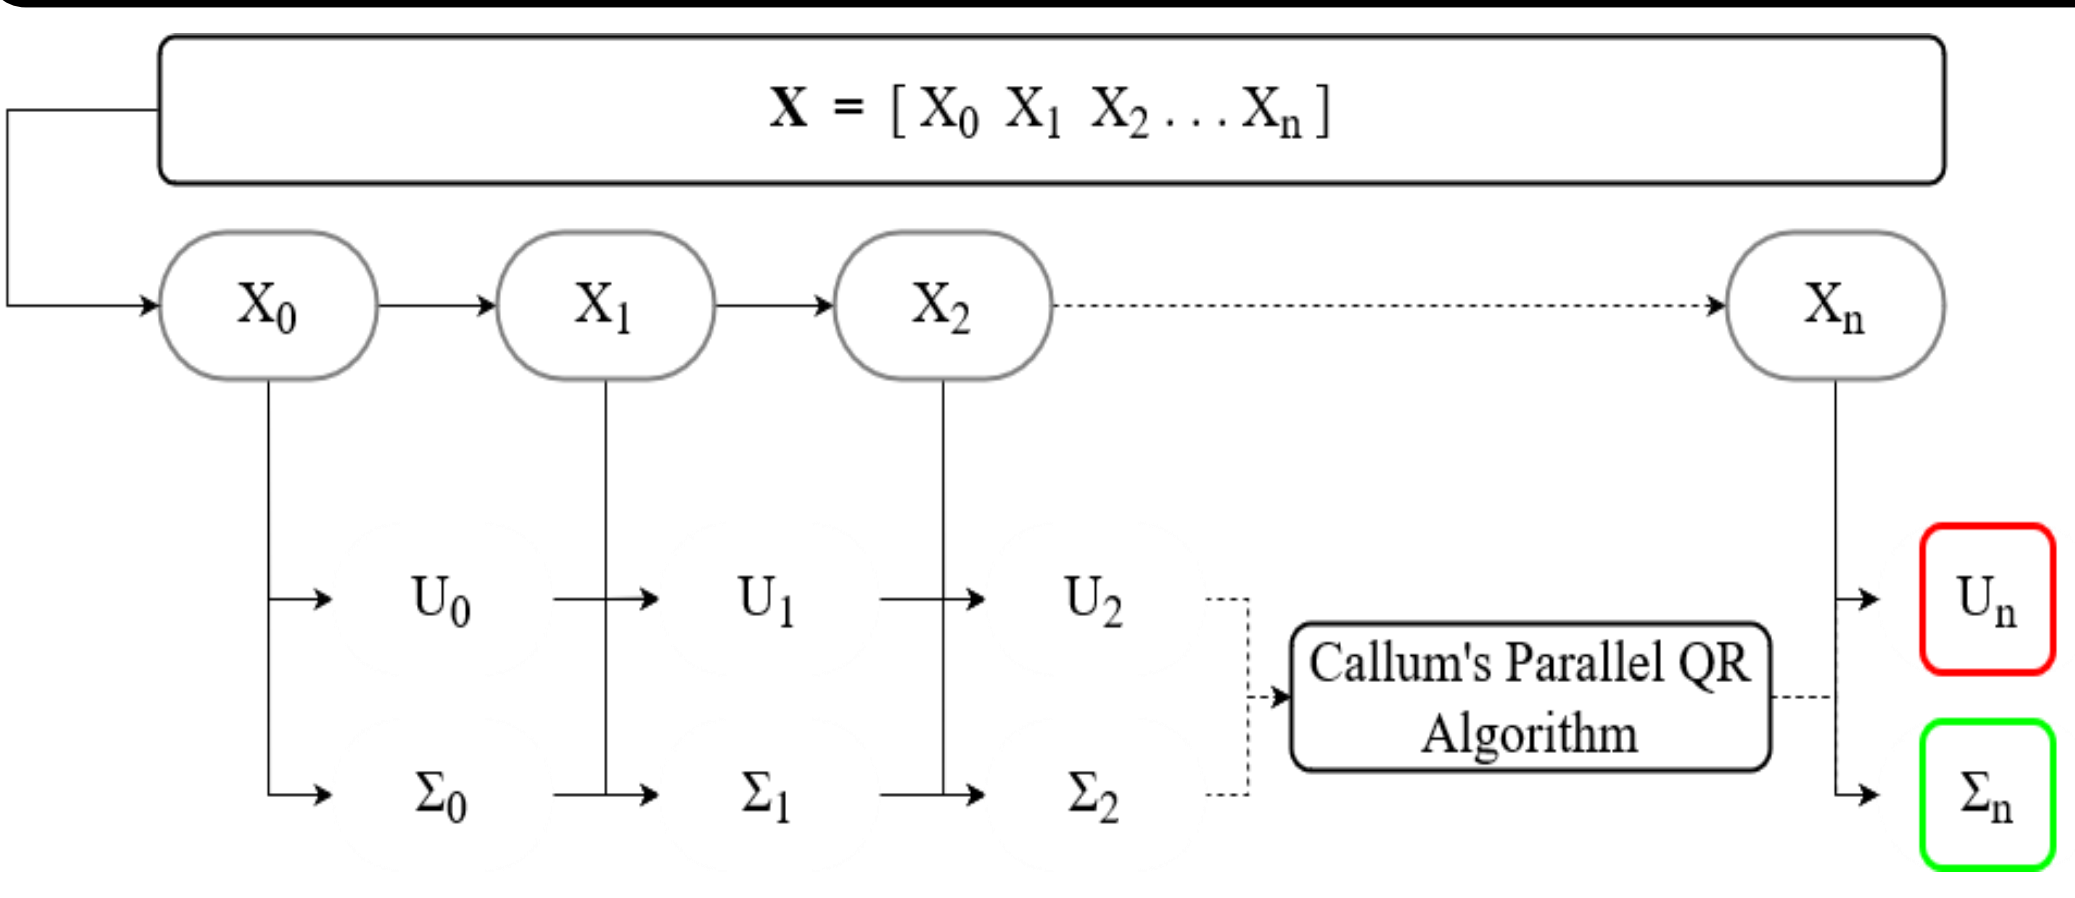 X = [ X₀ X₁ X₂ . . . Xₙ ]
X₀
X₁
X₂
Xₙ
U₀
U₁
U₂
Uₙ
Callum's Parallel QR
Algorithm
Σ₀
Σ₁
Σ₂
Σₙ